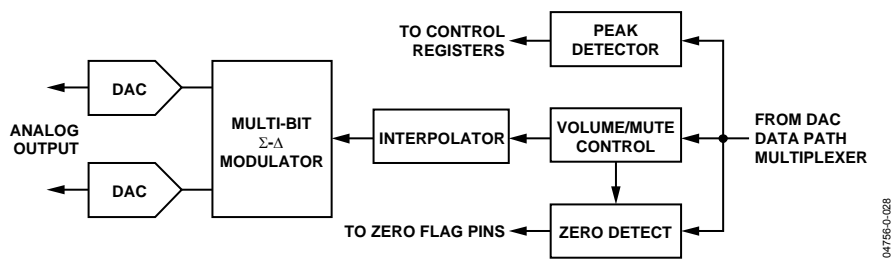 TO CONTROL
REGISTERS
PEAK
DETECTOR
DAC
ANALOG
OUTPUT
DAC
MULTI-BIT
Σ-Δ
MODULATOR
INTERPOLATOR
VOLUME/MUTE
CONTROL
FROM DAC
DATA PATH
MULTIPLEXER
TO ZERO FLAG PINS
ZERO DETECT
04756-0-028